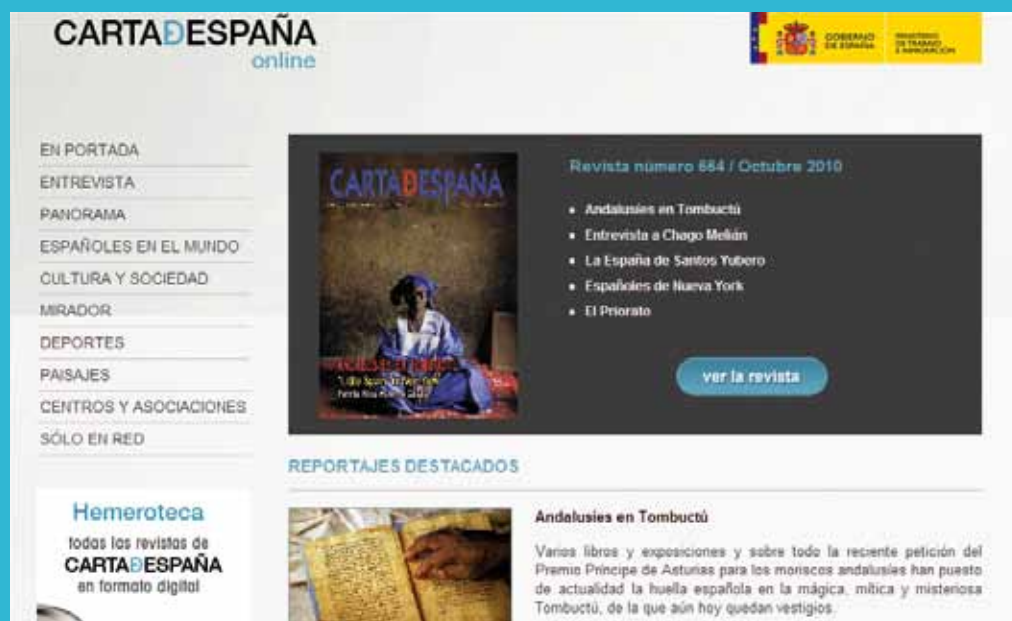 CARTADESPAÑA
online
GOBIERNO
DE ESPAÑA
MINISTERIO
DE TRABAJO
E INMIGRACIÓN
EN PORTADA
ENTREVISTA
PANORAMA
ESPAÑOLES EN EL MUNDO
CULTURA Y SOCIEDAD
MIRADOR
DEPORTES
PAISAJES
CENTROS Y ASOCIACIONES
SÓLO EN RED
Hemeroteca
todas las revistas de
CARTADESPAÑA
en formato digital
CARTADESPAÑA
Revista número 664 / Octubre 2010
Andalusíes en Tombuctú
Entrevista a Chago Melián
La España de Santos Yubero
Españoles de Nueva York
El Priorato
ver la revista
REPORTAJES DESTACADOS
Andalusíes en Tombuctú
Varios libros y exposiciones y sobre todo la reciente petición del
Premio Príncipe de Asturias para los moriscos andalusíes han puesto
de actualidad la huella española en la mágica, mítica y misteriosa
Tombuctú, de la que aún hoy quedan vestigios.